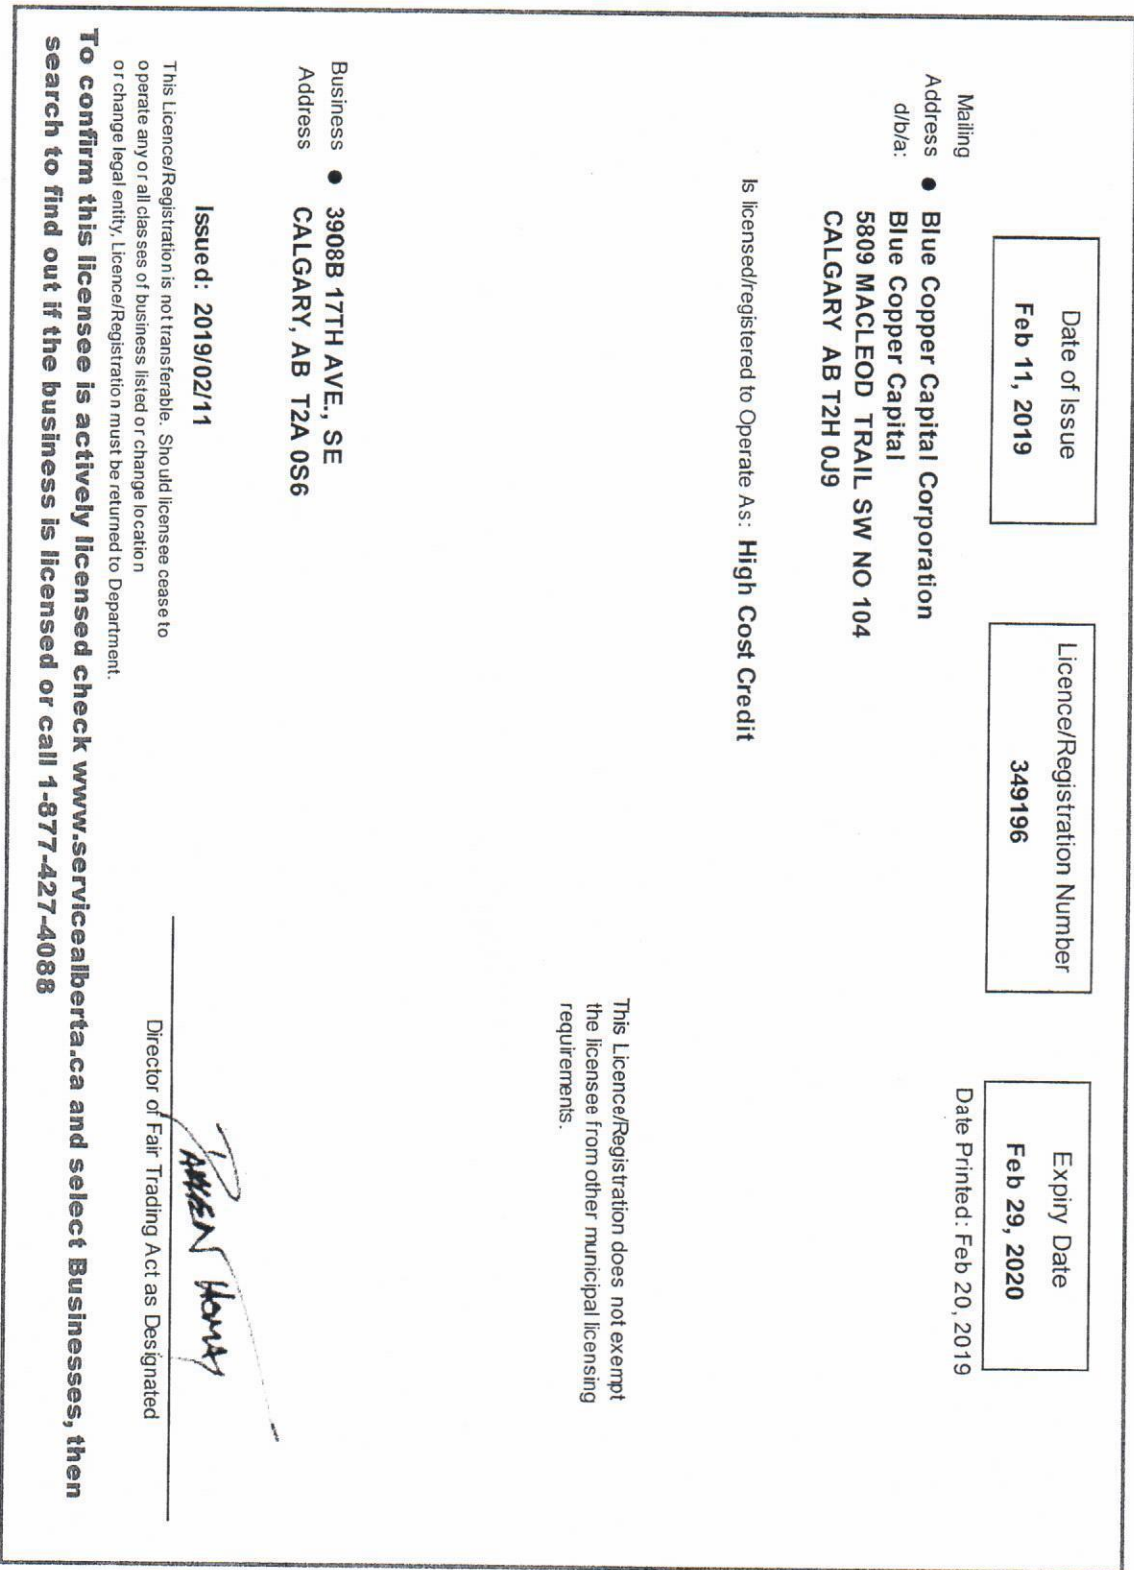 Date of Issue
Feb 11, 2019
Licence/Registration Number
349196
Expiry Date
Feb 29, 2020
Date Printed: Feb 20, 2019
Mailing
Address ● Blue Copper Capital Corporation
d/b/a: Blue Copper Capital
5809 MACLEOD TRAIL SW NO 104
CALGARY AB T2H 0J9
Is licensed/registered to Operate As: High Cost Credit
This Licence/Registration does not exempt
the licensee from other municipal licensing
requirements.
Business ● 3908B 17TH AVE., SE
Address CALGARY, AB T2A 0S6
Issued: 2019/02/11
This Licence/Registration is not transferable. Should licensee cease to
operate any or all classes of business listed or change location
or change legal entity, Licence/Registration must be returned to Department.
Director of Fair Trading Act as Designated
To confirm this licensee is actively licensed check www.servicealberta.ca and select Businesses, then
search to find out if the business is licensed or call 1-877-427-4088